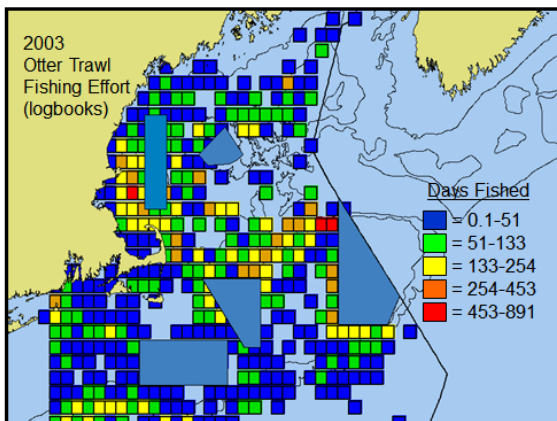 2003
Otter Trawl
Fishing Effort
(logbooks)
Days Fished
= 0.1-51
= 51-133
= 133-254
= 254-453
= 453-891